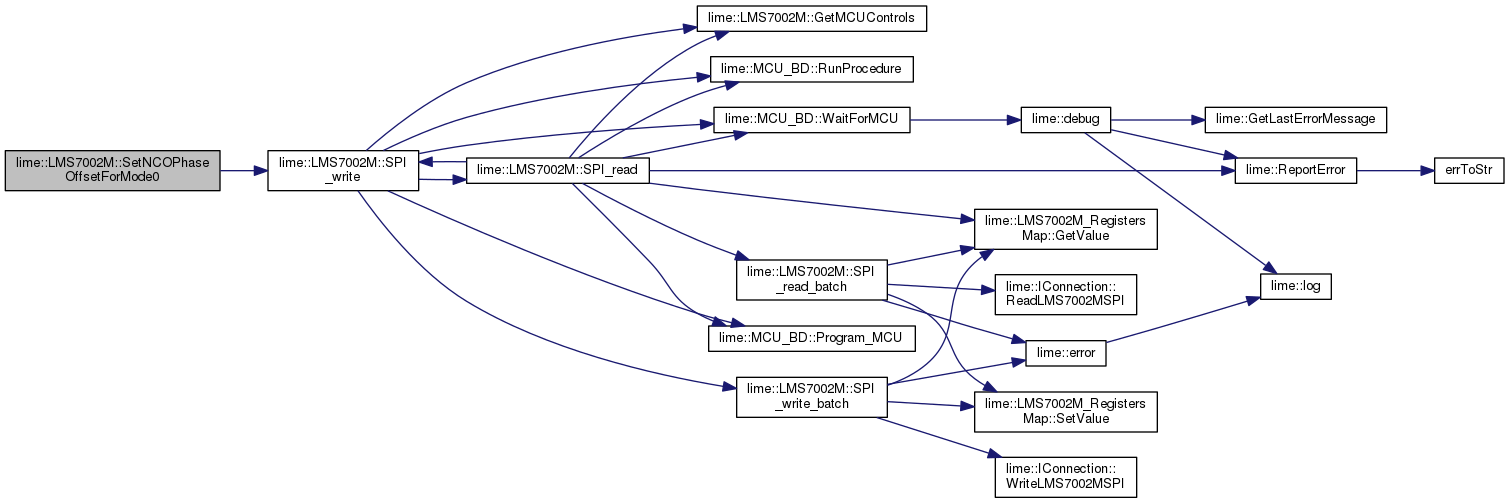 lime::LMS7002M::GetMCUControls
lime::MCU_BD::RunProcedure
lime::MCU_BD::WaitForMCU
lime::debug
lime::GetLastErrorMessage
lime::LMS7002M::SetNCOPhase
OffsetForMode0
lime::LMS7002M::SPI
_write
lime::LMS7002M::SPI_read
lime::ReportError
errToStr
lime::LMS7002M_Registers
Map::GetValue
lime::LMS7002M::SPI
_read_batch
lime::IConnection::
ReadLMS7002MSPI
lime::log
lime::MCU_BD::Program_MCU
lime::error
lime::LMS7002M::SPI
_write_batch
lime::LMS7002M_Registers
Map::SetValue
lime::IConnection::
WriteLMS7002MSPI